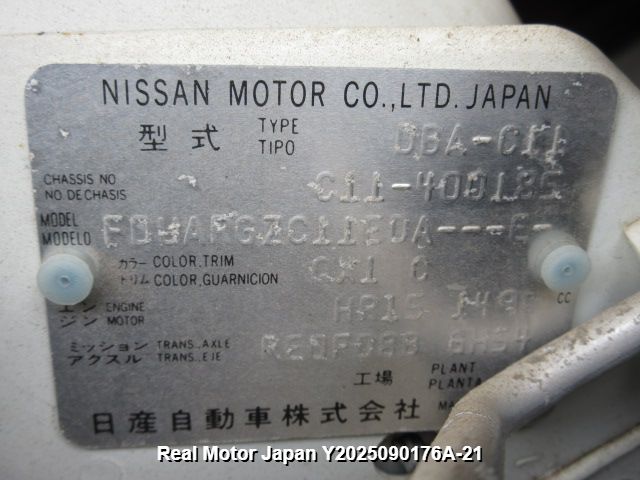 NISSAN MOTOR CO.,LTD. JAPAN
型式 TYPE TIPO DBA-C11
CHASSIS NO NO DE CHASIS
MODEL MODELO
カラー COLOR, TRIM
トリム COLOR, GUARNICION QX1 C
エンジン ENGINE MOTOR HR15 1498 CC
ミッション TRANS., AXLE
アクスル TRANS., EJE
工場 PLANT PLANTA
日産自動車株式会社
Real Motor Japan Y2025090176A-21